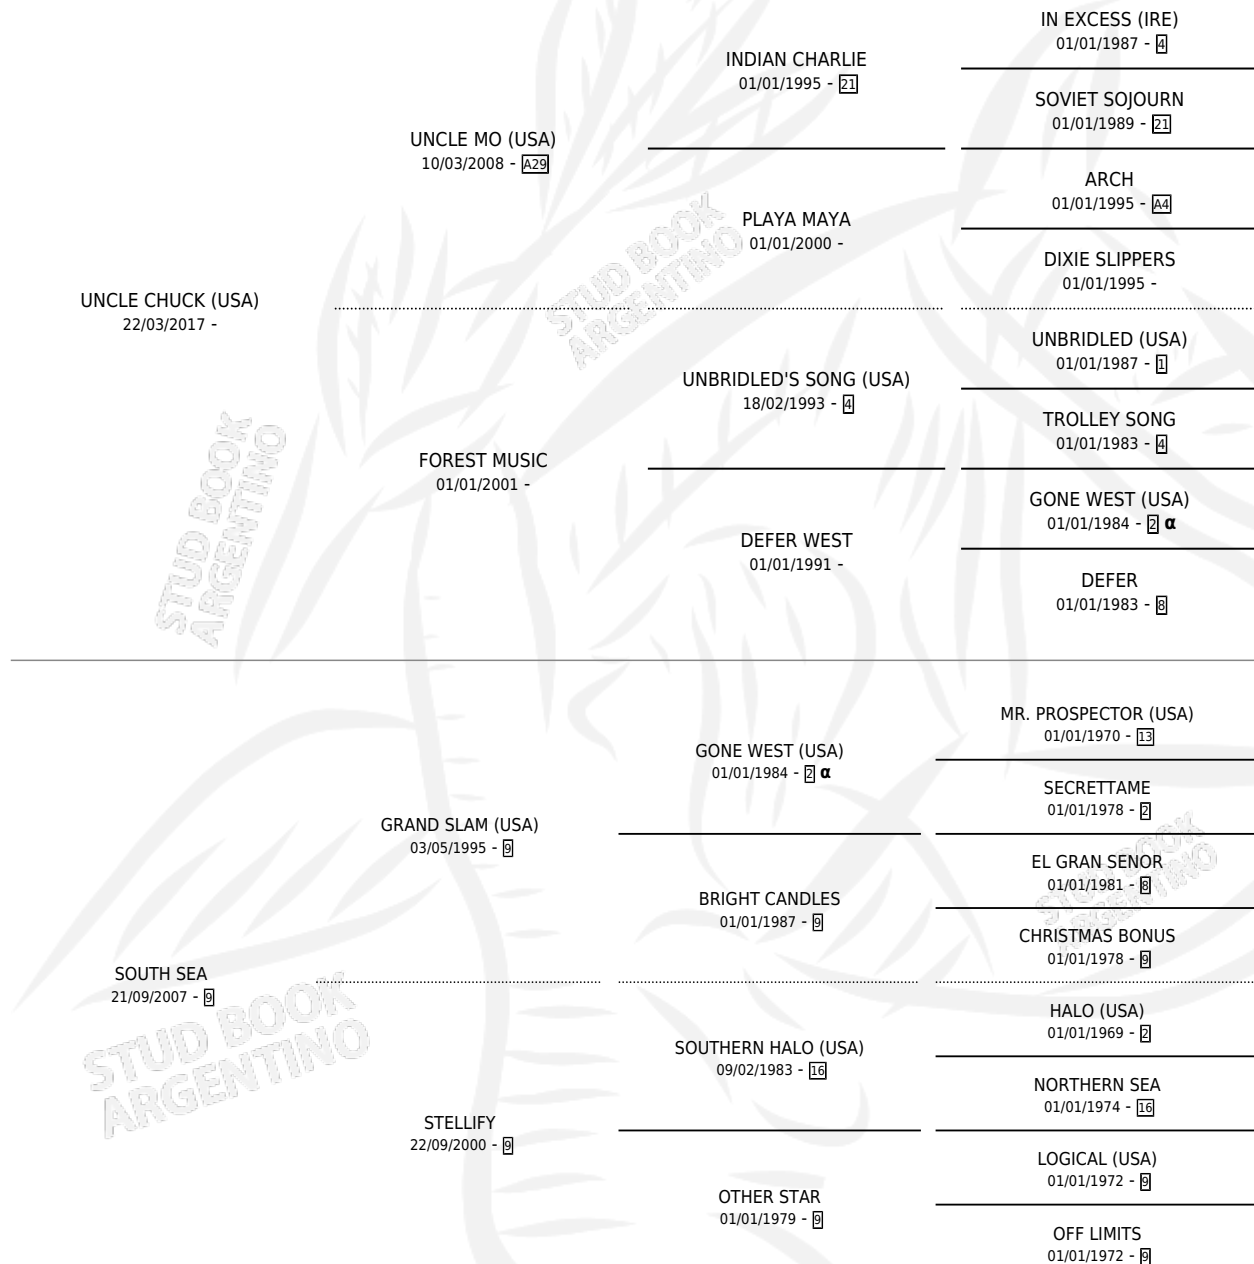 IN EXCESS (IRE)
01/01/1987 - 4
INDIAN CHARLIE
01/01/1995 - 21
SOVIET SOJOURN
01/01/1989 - 21
UNCLE MO (USA)
10/03/2008 - A29
ARCH
01/01/1995 - A4
PLAYA MAYA
01/01/2000 -
DIXIE SLIPPERS
01/01/1995 -
UNCLE CHUCK (USA)
22/03/2017 -
UNBRIDLED (USA)
01/01/1987 - 1
UNBRIDLED'S SONG (USA)
18/02/1993 - 4
TROLLEY SONG
01/01/1983 - 4
FOREST MUSIC
01/01/2001 -
GONE WEST (USA)
01/01/1984 - 2 α
DEFER WEST
01/01/1991 -
DEFER
01/01/1983 - 8
MR. PROSPECTOR (USA)
01/01/1970 - 13
GONE WEST (USA)
01/01/1984 - 2 α
SECRETTAME
01/01/1978 - 2
GRAND SLAM (USA)
03/05/1995 - 9
EL GRAN SENOR
01/01/1981 - 8
BRIGHT CANDLES
01/01/1987 - 9
CHRISTMAS BONUS
01/01/1978 - 9
SOUTH SEA
21/09/2007 - 9
HALO (USA)
01/01/1969 - 2
SOUTHERN HALO (USA)
09/02/1983 - 16
NORTHERN SEA
01/01/1974 - 16
STELLIFY
22/09/2000 - 9
LOGICAL (USA)
01/01/1972 - 9
OTHER STAR
01/01/1979 - 9
OFF LIMITS
01/01/1972 - 9
STUD BOOK
ARGENTINO
STUD BOOK
ARGENTINO
STUD BOOK
ARGENTINO
STUD BOOK
ARGENTINO